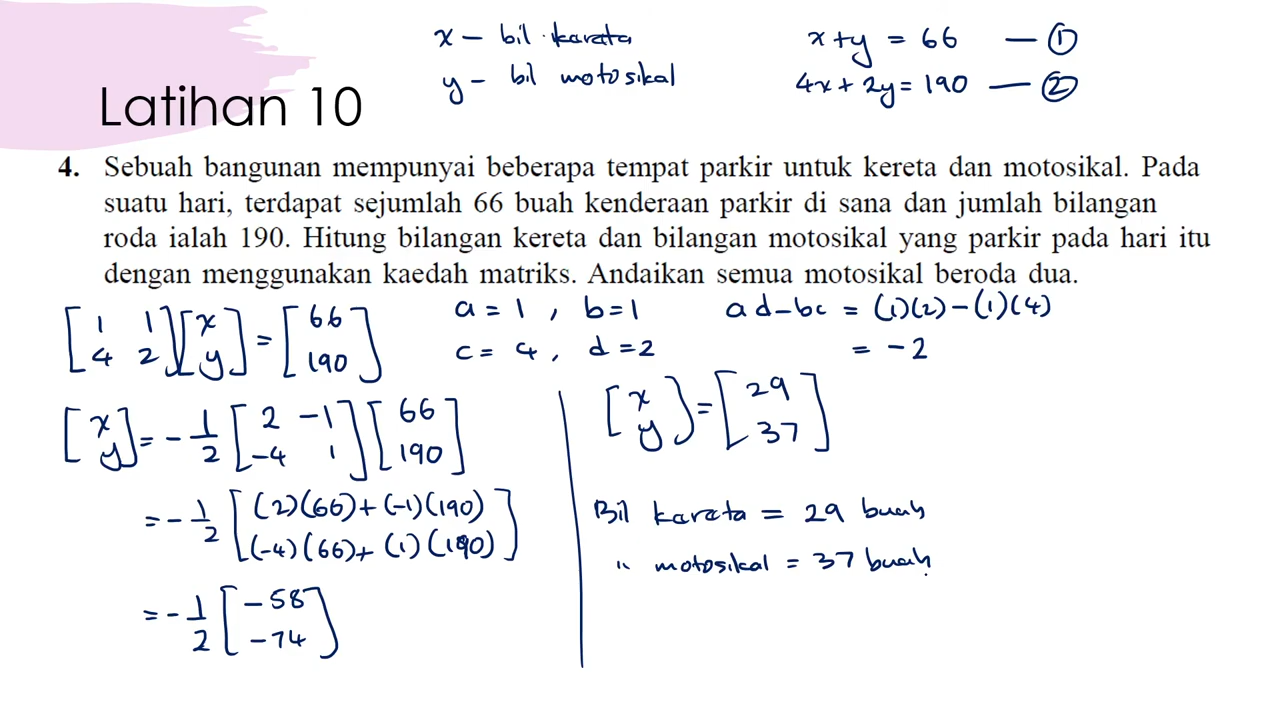 x – bil. kareta
x + y = 66 — ①
y – bil motosikal
4x + 2y = 190 — ②
Latihan 10
4. Sebuah bangunan mempunyai beberapa tempat parkir untuk kereta dan motosikal. Pada
suatu hari, terdapat sejumlah 66 buah kenderaan parkir di sana dan jumlah bilangan
roda ialah 190. Hitung bilangan kereta dan bilangan motosikal yang parkir pada hari itu
dengan menggunakan kaedah matriks. Andaikan semua motosikal beroda dua.
[1 1; 4 2][x; y] = [66; 190]
a = 1 , b = 1
c = 4 , d = 2
ad – bc = (1)(2) – (1)(4)
= –2
[x; y] = –1/2 [2 –1; –4 1][66; 190]
= –1/2 [(2)(66) + (–1)(190); (–4)(66) + (1)(190)]
= –1/2 [–58; –74]
[x; y] = [29; 37]
Bil kareta = 29 buah
" motosikal = 37 buah